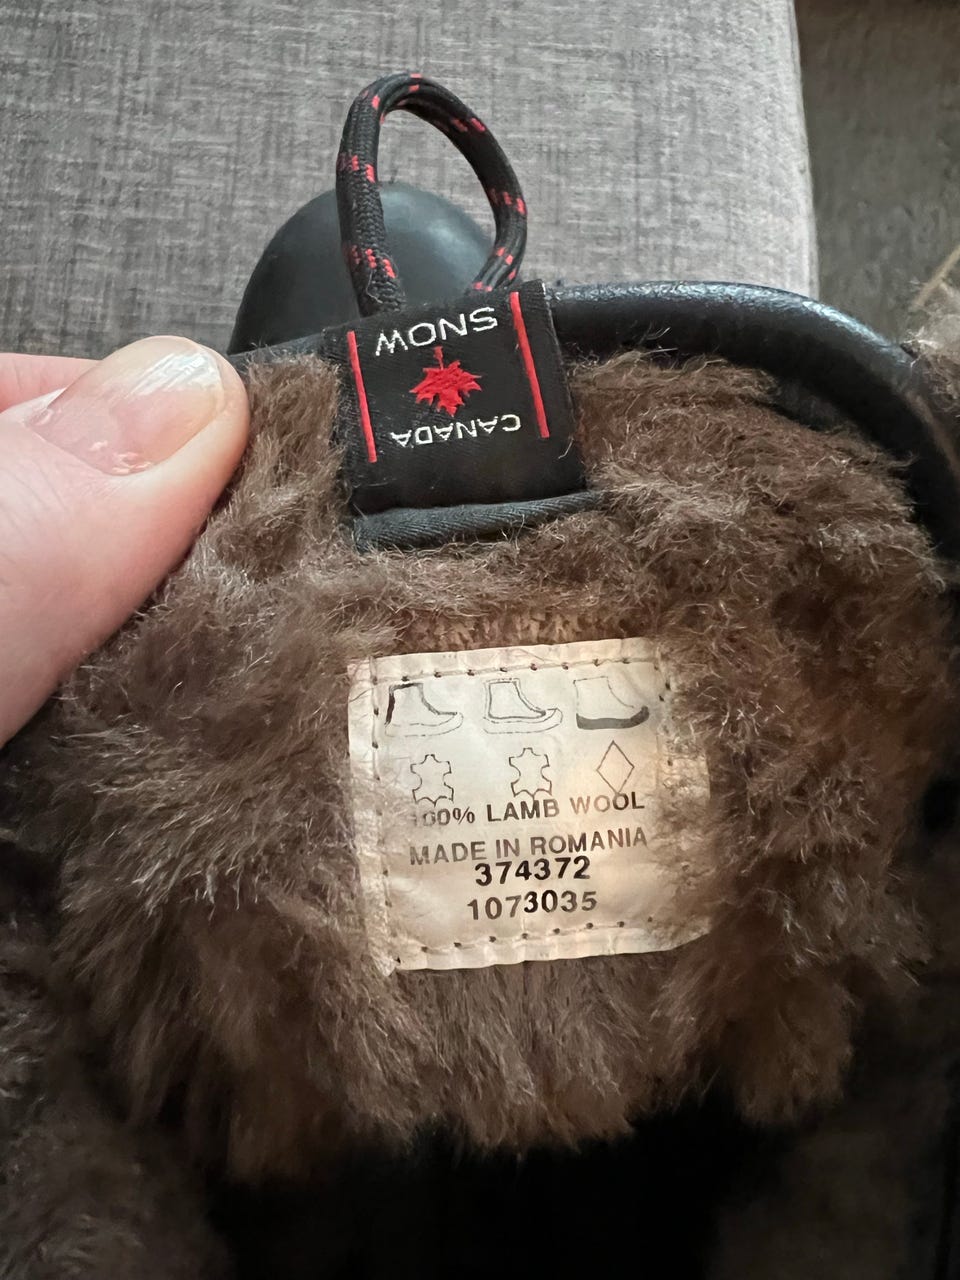 SNOW
CANADA
100% LAMB WOOL
MADE IN ROMANIA
374372
1073035